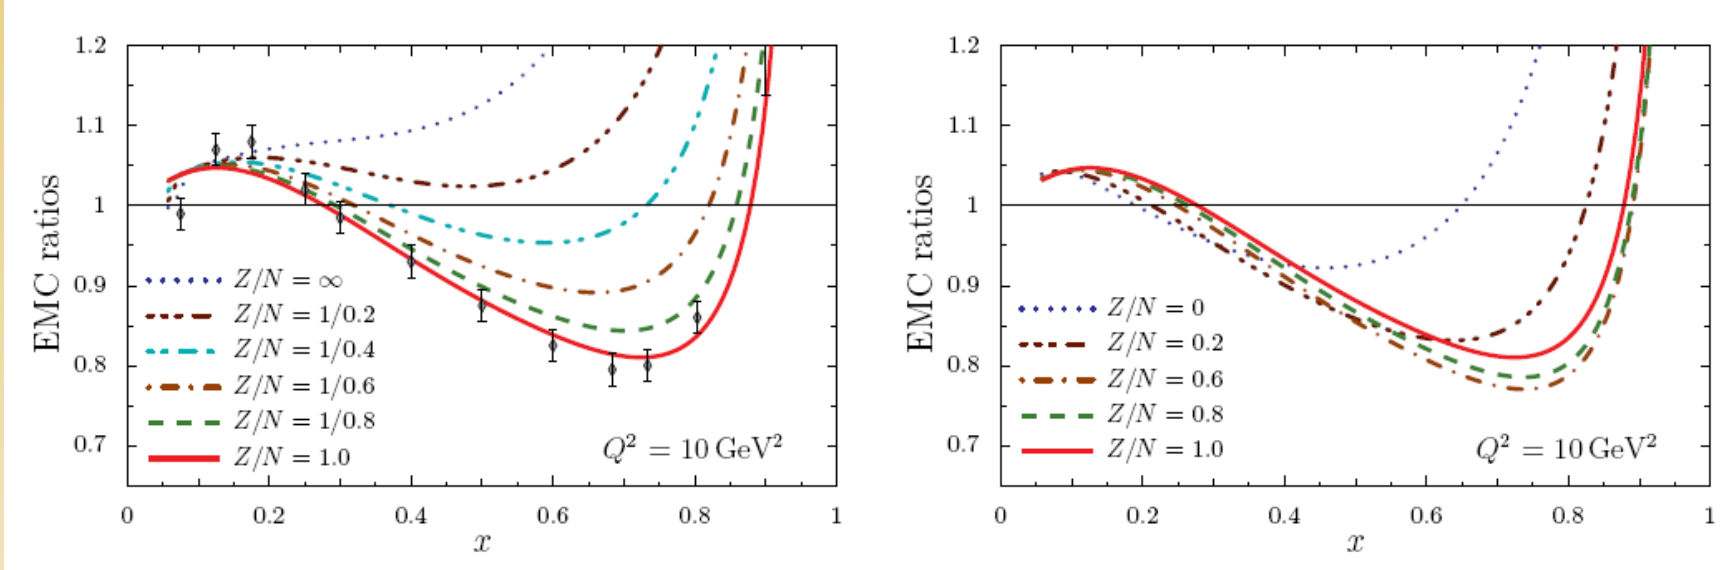 EMC ratios
1.2
1.1
1
0.9
0.8
0.7
Z/N = ∞
Z/N = 1/0.2
Z/N = 1/0.4
Z/N = 1/0.6
Z/N = 1/0.8
Z/N = 1.0
Q² = 10 GeV²
0 0.2 0.4 0.6 0.8 1
x
EMC ratios
1.2
1.1
1
0.9
0.8
0.7
Z/N = 0
Z/N = 0.2
Z/N = 0.6
Z/N = 0.8
Z/N = 1.0
Q² = 10 GeV²
0 0.2 0.4 0.6 0.8 1
x